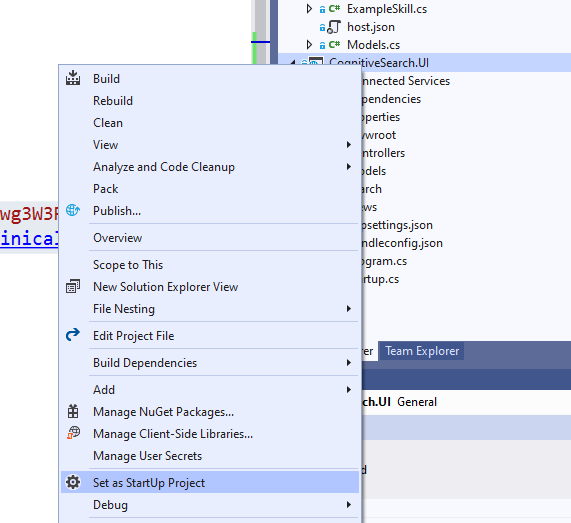 ExampleSkill.cs
host.json
Models.cs
CognitiveSearch.UI
Build
Rebuild
Clean
View
Analyze and Code Cleanup
Pack
Publish...
Overview
Scope to This
New Solution Explorer View
File Nesting
Edit Project File
Build Dependencies
Add
Manage NuGet Packages...
Manage Client-Side Libraries...
Manage User Secrets
Set as StartUp Project
Debug
nnected Services
pendencies
operties
wwroot
ntrollers
odels
arch
ews
psettings.json
ndleconfig.json
ogram.cs
artup.cs
wg3W3F
inical
rer
Team Explorer
rch.UI General
d